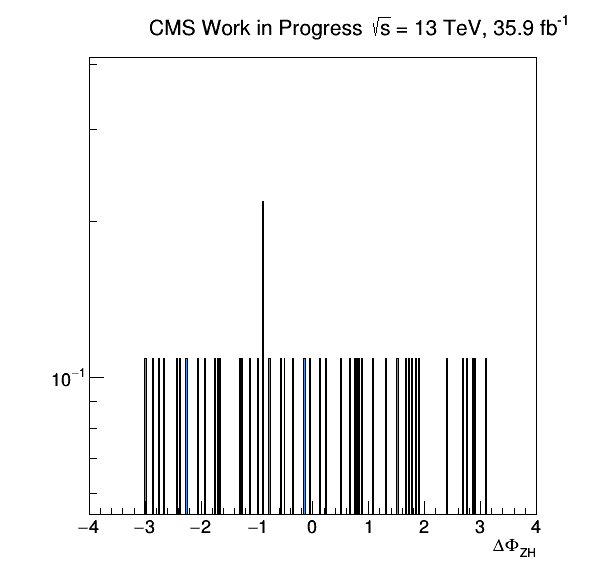 CMS Work in Progress √s = 13 TeV, 35.9 fb⁻¹
10⁻¹
−4 −3 −2 −1 0 1 2 3 4
ΔΦ_ZH